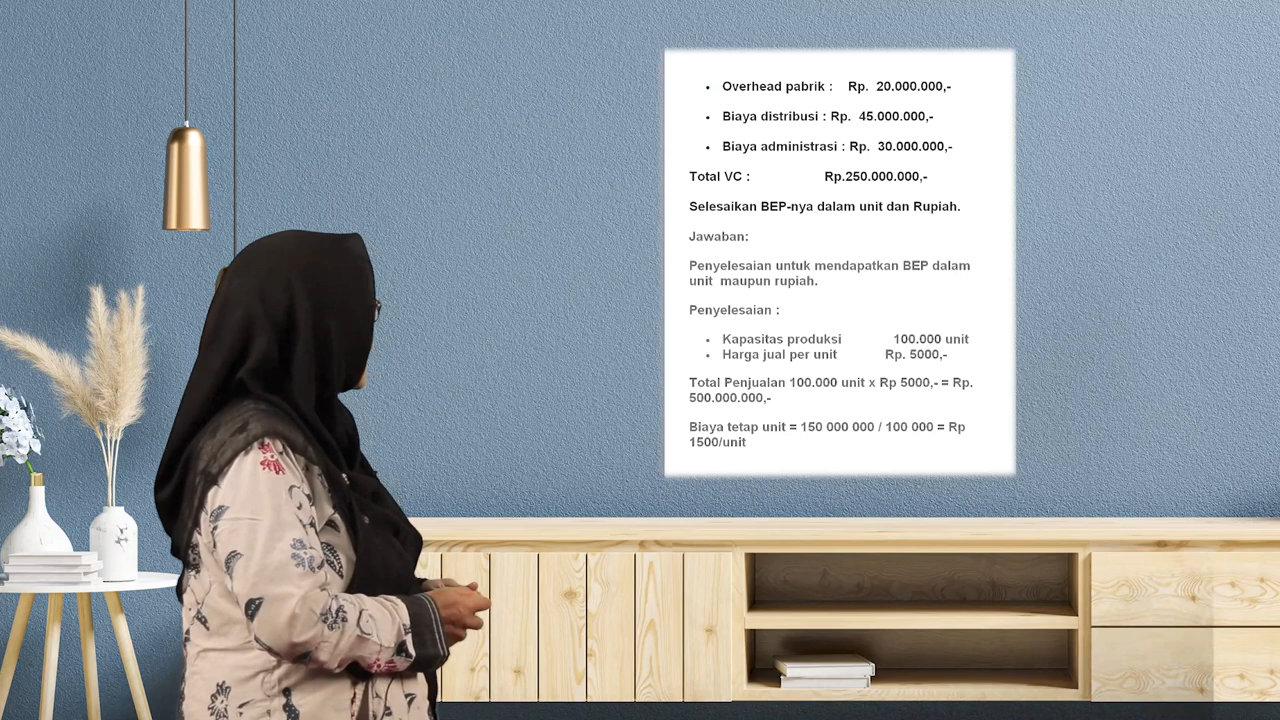 • Overhead pabrik : Rp. 20.000.000,-
• Biaya distribusi : Rp. 45.000.000,-
• Biaya administrasi : Rp. 30.000.000,-
Total VC : Rp.250.000.000,-
Selesaikan BEP-nya dalam unit dan Rupiah.
Jawaban:
Penyelesaian untuk mendapatkan BEP dalam
unit maupun rupiah.
Penyelesaian :
• Kapasitas produksi 100.000 unit
• Harga jual per unit Rp. 5000,-
Total Penjualan 100.000 unit x Rp 5000,- = Rp.
500.000.000,-
Biaya tetap unit = 150 000 000 / 100 000 = Rp
1500/unit